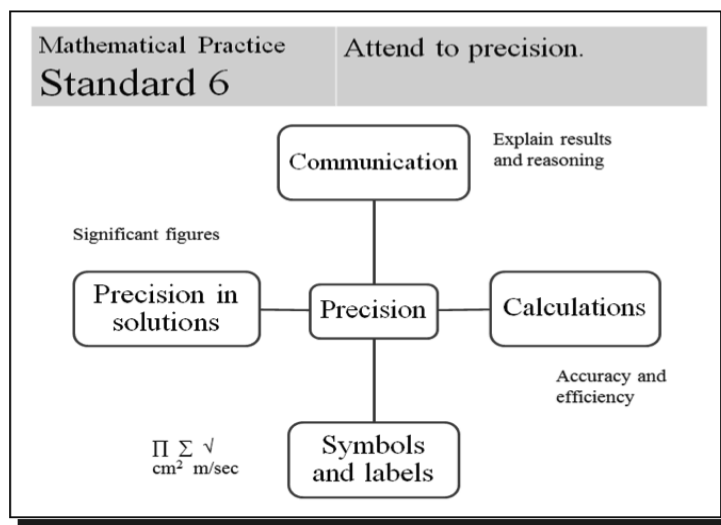 Mathematical Practice
Standard 6
Attend to precision.
Communication
Explain results
and reasoning
Significant figures
Precision in
solutions
Precision
Calculations
Accuracy and
efficiency
Π Σ √
cm² m/sec
Symbols
and labels